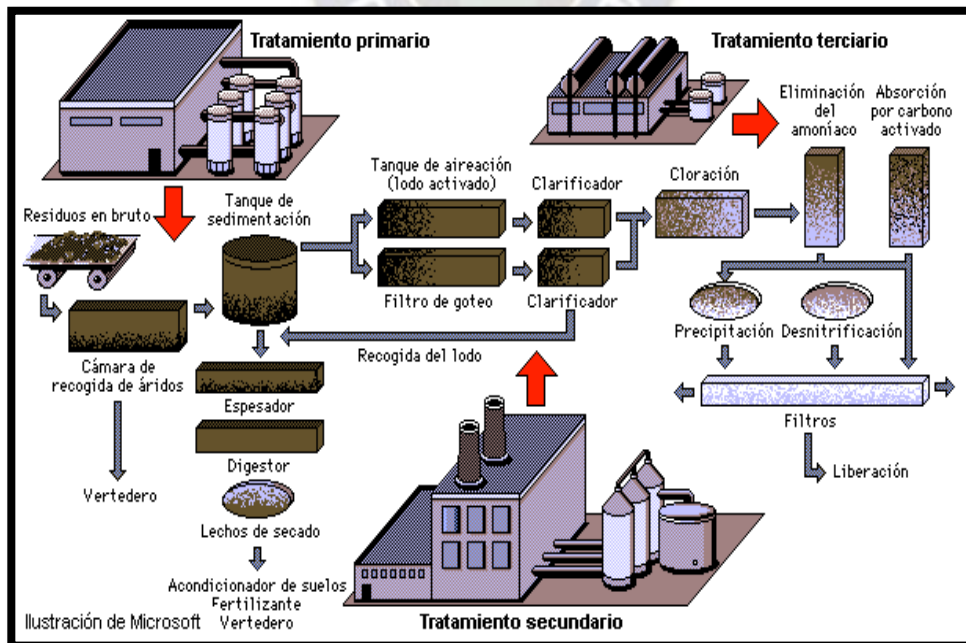 Tratamiento primario
Tratamiento terciario
Eliminación
del
amoníaco
Absorción
por carbono
activado
Residuos en bruto
Tanque de
sedimentación
Tanque de aireación
(lodo activado)
Clarificador
Cloración
Filtro de goteo
Clarificador
Cámara de
recogida de áridos
Recogida del lodo
Precipitación
Desnitrificación
Espesador
Filtros
Digestor
Liberación
Vertedero
Lechos de secado
Acondicionador de suelos
Fertilizante
Vertedero
Ilustración de Microsoft
Tratamiento secundario